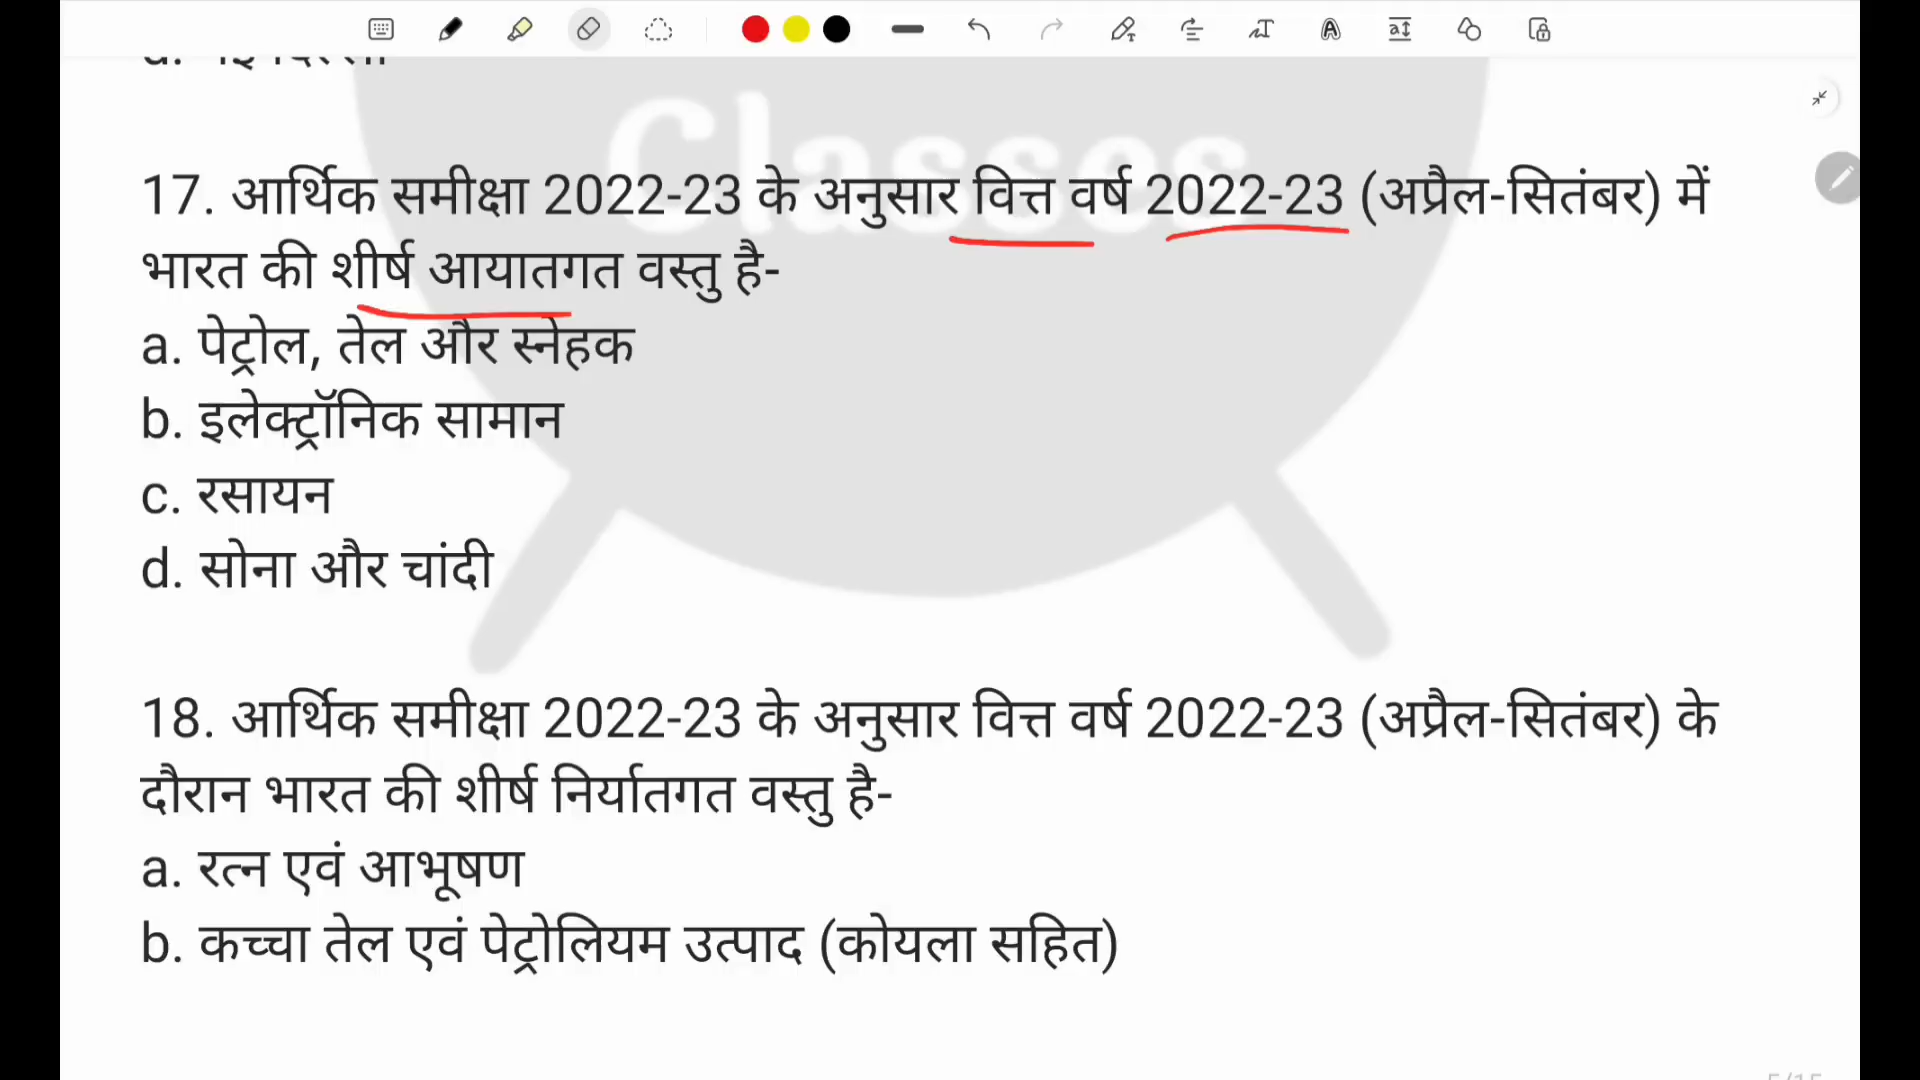 Classes
17. आर्थिक समीक्षा 2022-23 के अनुसार वित्त वर्ष 2022-23 (अप्रैल-सितंबर) में
भारत की शीर्ष आयातगत वस्तु है-
a. पेट्रोल, तेल और स्नेहक
b. इलेक्ट्रॉनिक सामान
c. रसायन
d. सोना और चांदी
18. आर्थिक समीक्षा 2022-23 के अनुसार वित्त वर्ष 2022-23 (अप्रैल-सितंबर) के
दौरान भारत की शीर्ष निर्यातगत वस्तु है-
a. रत्न एवं आभूषण
b. कच्चा तेल एवं पेट्रोलियम उत्पाद (कोयला सहित)